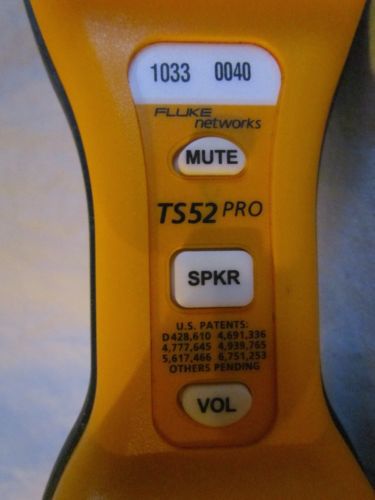 1033 0040
FLUKE
networks
MUTE
TS52 PRO
SPKR
U.S. PATENTS:
D428,610 4,691,336
4,777,645 4,939,765
5,617,466 6,751,253
OTHERS PENDING
VOL